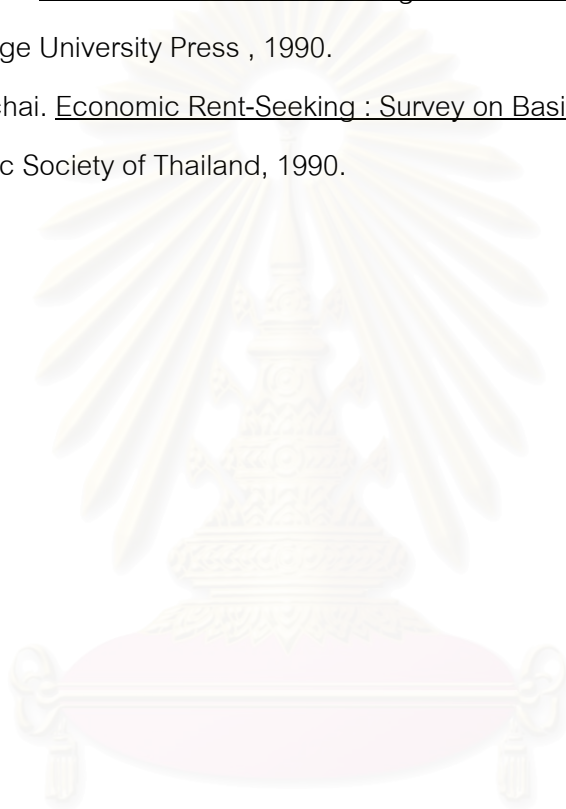 ge University Press , 1990.
chai. Economic Rent-Seeking : Survey on Basi
c Society of Thailand, 1990.